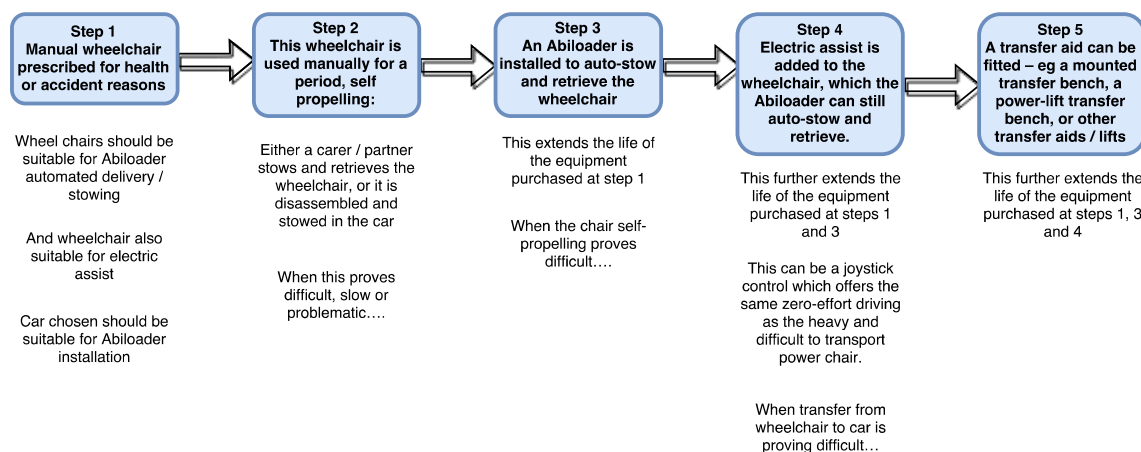 Step 1
Manual wheelchair
prescribed for health
or accident reasons
Wheel chairs should be
suitable for Abiloader
automated delivery /
stowing
And wheelchair also
suitable for electric
assist
Car chosen should be
suitable for Abiloader
installation
Step 2
This wheelchair is
used manually for a
period, self
propelling:
Either a carer / partner
stows and retrieves the
wheelchair, or it is
disassembled and
stowed in the car
When this proves
difficult, slow or
problematic….
Step 3
An Abiloader is
installed to auto-stow
and retrieve the
wheelchair
This extends the life of
the equipment
purchased at step 1
When the chair self-
propelling proves
difficult….
Step 4
Electric assist is
added to the
wheelchair, which the
Abiloader can still
auto-stow and
retrieve.
This further extends the
life of the equipment
purchased at steps 1
and 3
This can be a joystick
control which offers the
same zero-effort driving
as the heavy and
difficult to transport
power chair.
When transfer from
wheelchair to car is
proving difficult…
Step 5
A transfer aid can be
fitted – eg a mounted
transfer bench, a
power-lift transfer
bench, or other
transfer aids / lifts
This further extends the
life of the equipment
purchased at steps 1, 3
and 4